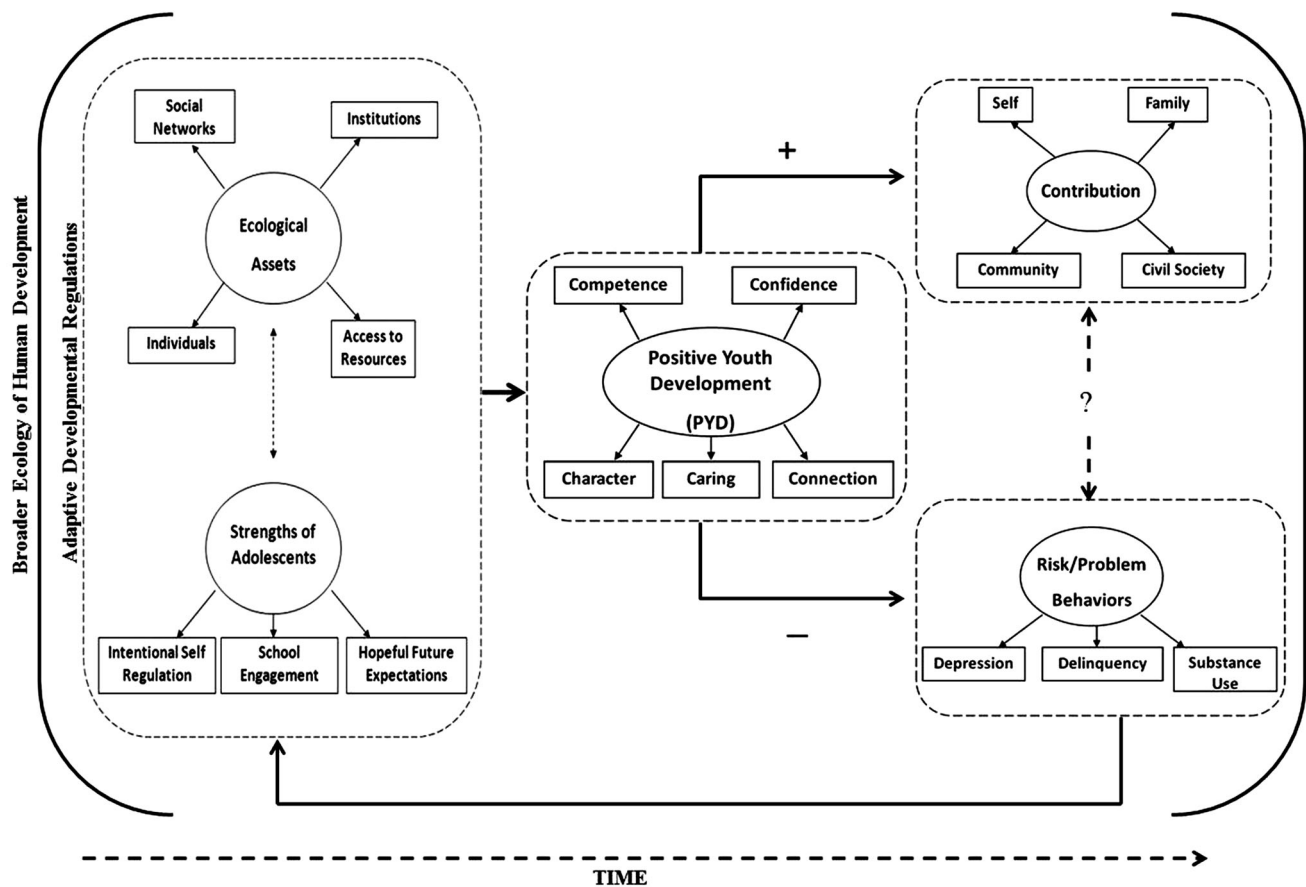 Broader Ecology of Human Development
Adaptive Developmental Regulations
Social
Networks
Institutions
Ecological
Assets
Individuals
Access to
Resources
Strengths of
Adolescents
Intentional Self
Regulation
School
Engagement
Hopeful Future
Expectations
Competence
Confidence
Positive Youth
Development
(PYD)
Character
Caring
Connection
+
–
Self
Family
Contribution
Community
Civil Society
?
Risk/Problem
Behaviors
Depression
Delinquency
Substance
Use
TIME